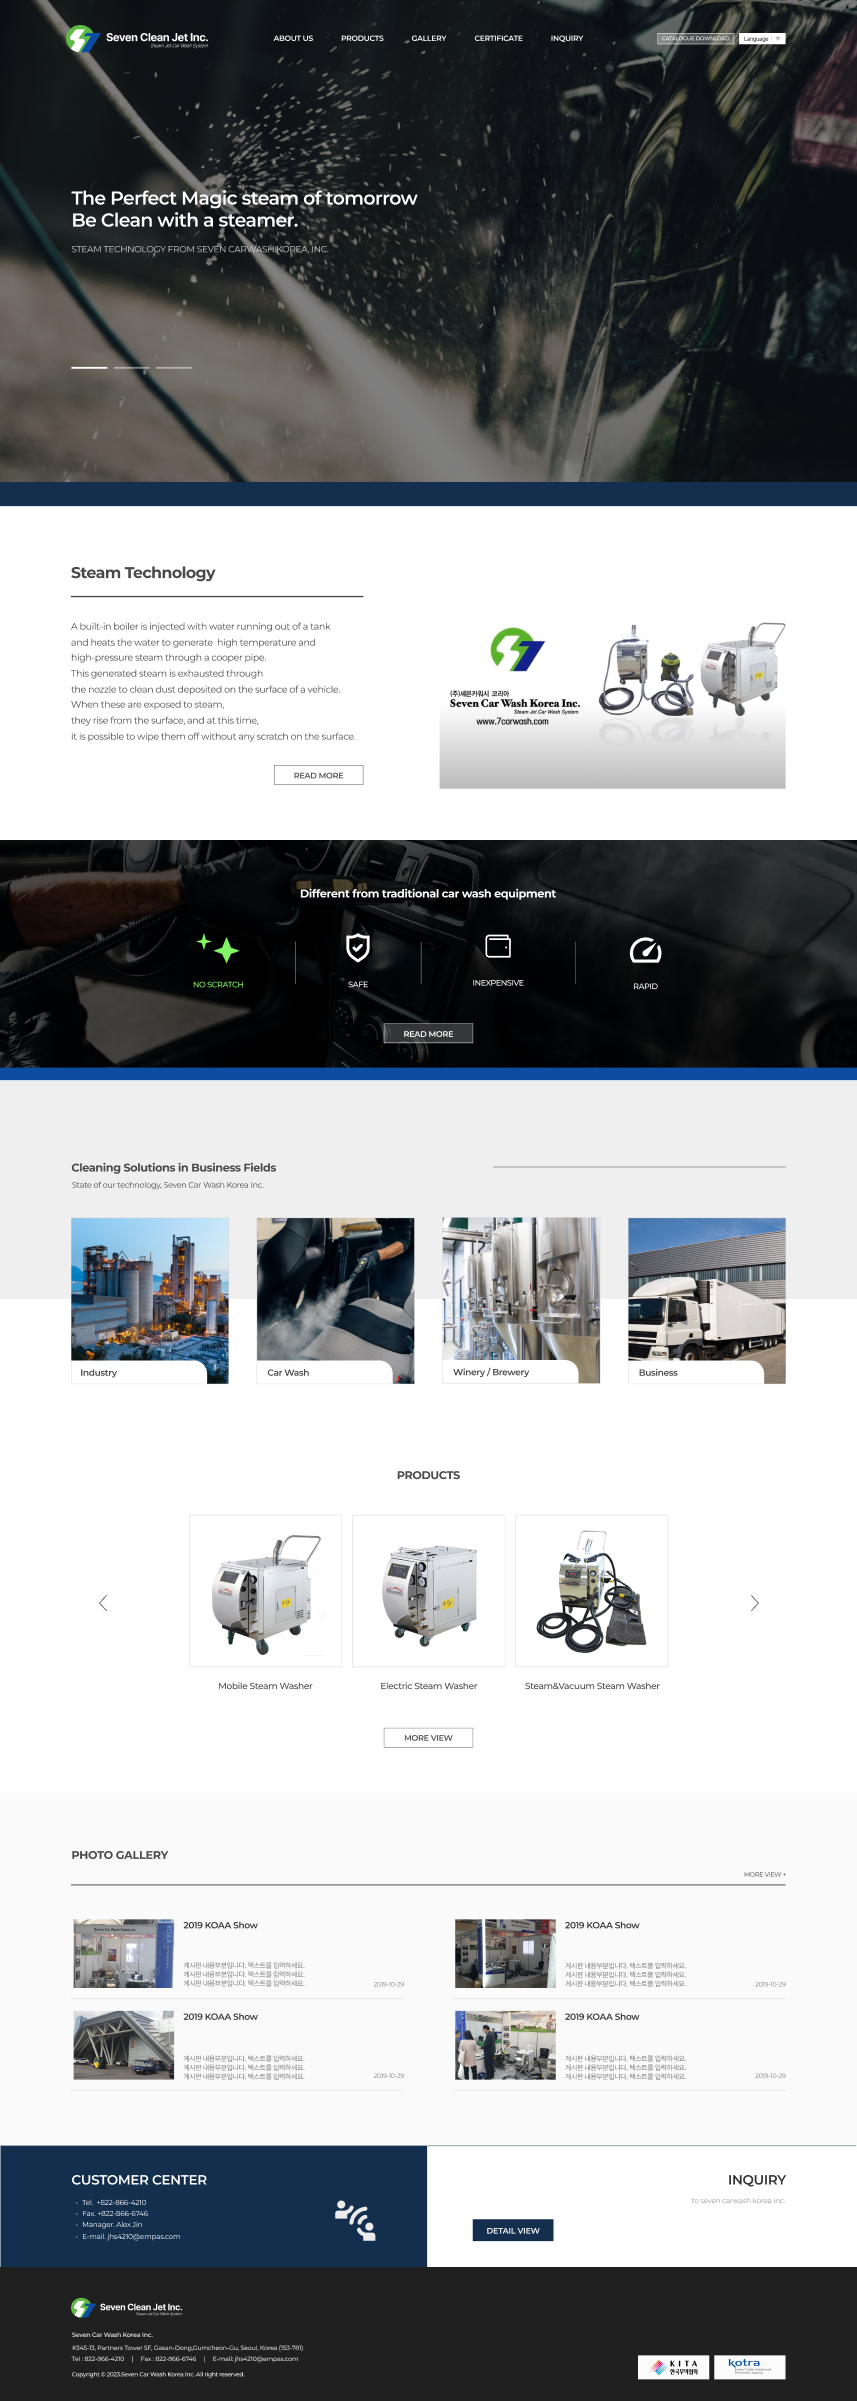 Seven Clean Jet Inc.
Steam Jet Car Wash System
ABOUT US
PRODUCTS
GALLERY
CERTIFICATE
INQUIRY
CATALOGUE DOWNLOAD
Language
The Perfect Magic steam of tomorrow
Be Clean with a steamer.
STEAM TECHNOLOGY FROM SEVEN CARWASH KOREA, INC.
Steam Technology
A built-in boiler is injected with water running out of a tank
and heats the water to generate high temperature and
high-pressure steam through a cooper pipe.
This generated steam is exhausted through
the nozzle to clean dust deposited on the surface of a vehicle.
When these are exposed to steam,
they rise from the surface, and at this time,
it is possible to wipe them off without any scratch on the surface.
READ MORE
(주)세븐카워시 코리아
Seven Car Wash Korea Inc.
Steam Jet Car Wash System
www.7carwash.com
Different from traditional car wash equipment
NO SCRATCH
SAFE
INEXPENSIVE
RAPID
READ MORE
Cleaning Solutions in Business Fields
State of our technology, Seven Car Wash Korea Inc.
Industry
Car Wash
Winery / Brewery
Business
PRODUCTS
Mobile Steam Washer
Electric Steam Washer
Steam&Vacuum Steam Washer
MORE VIEW
PHOTO GALLERY
MORE VIEW +
2019 KOAA Show
게시판 내용부분입니다. 텍스트를 입력하세요.
게시판 내용부분입니다. 텍스트를 입력하세요.
게시판 내용부분입니다. 텍스트를 입력하세요.
2019-10-29
2019 KOAA Show
게시판 내용부분입니다. 텍스트를 입력하세요.
게시판 내용부분입니다. 텍스트를 입력하세요.
게시판 내용부분입니다. 텍스트를 입력하세요.
2019-10-29
2019 KOAA Show
게시판 내용부분입니다. 텍스트를 입력하세요.
게시판 내용부분입니다. 텍스트를 입력하세요.
게시판 내용부분입니다. 텍스트를 입력하세요.
2019-10-29
2019 KOAA Show
게시판 내용부분입니다. 텍스트를 입력하세요.
게시판 내용부분입니다. 텍스트를 입력하세요.
게시판 내용부분입니다. 텍스트를 입력하세요.
2019-10-29
CUSTOMER CENTER
· Tel. +822-866-4210
· Fax. +822-866-6746
· Manager. Alex Jin
· E-mail. jhs4210@empas.com
INQUIRY
to seven carwash korea inc.
DETAIL VIEW
Seven Clean Jet Inc.
Steam Jet Car Wash System
Seven Car Wash Korea Inc.
#345-13, Partners Tower 5F, Gasan-Dong,Gumcheon-Gu, Seoul, Korea (153-781)
Tel : 822-866-4210 | Fax : 822-866-6746 | E-mail: jhs4210@empas.com
Copyright © 2023.Seven Car Wash Korea Inc. All right reserved.
KITA
한국무역협회
kotra